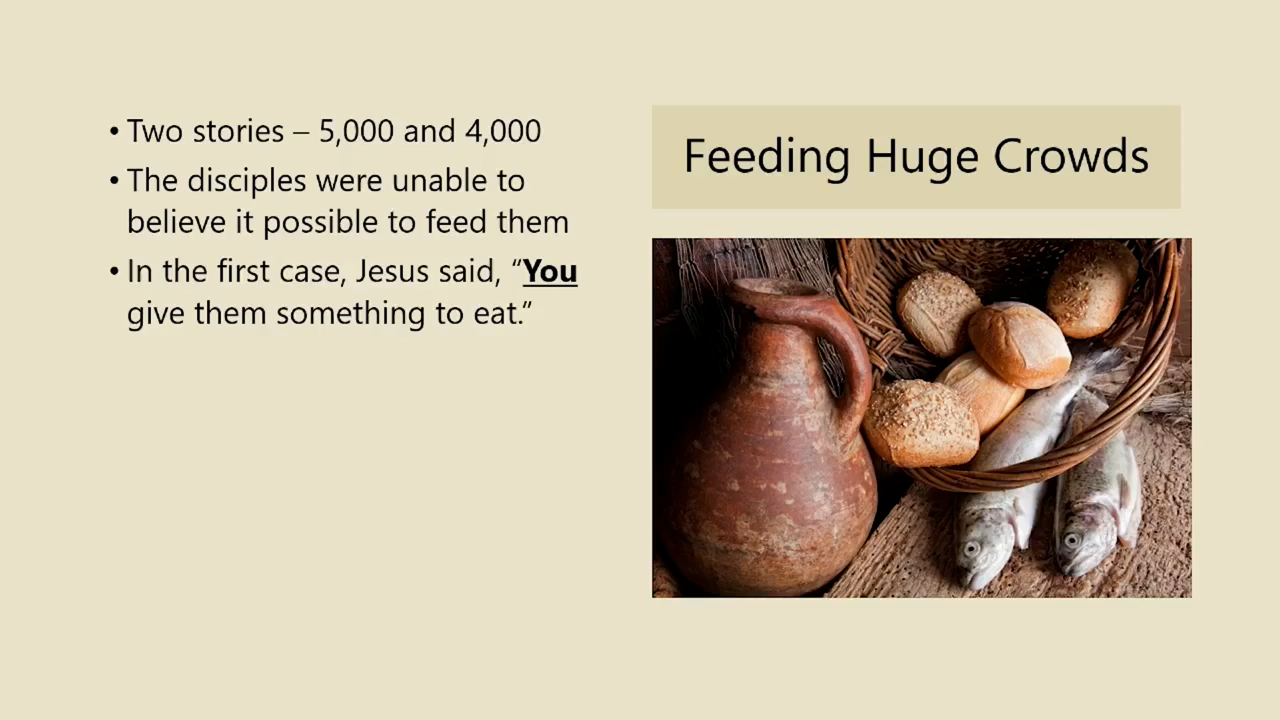 Feeding Huge Crowds
• Two stories – 5,000 and 4,000
• The disciples were unable to
believe it possible to feed them
• In the first case, Jesus said, “You
give them something to eat.”